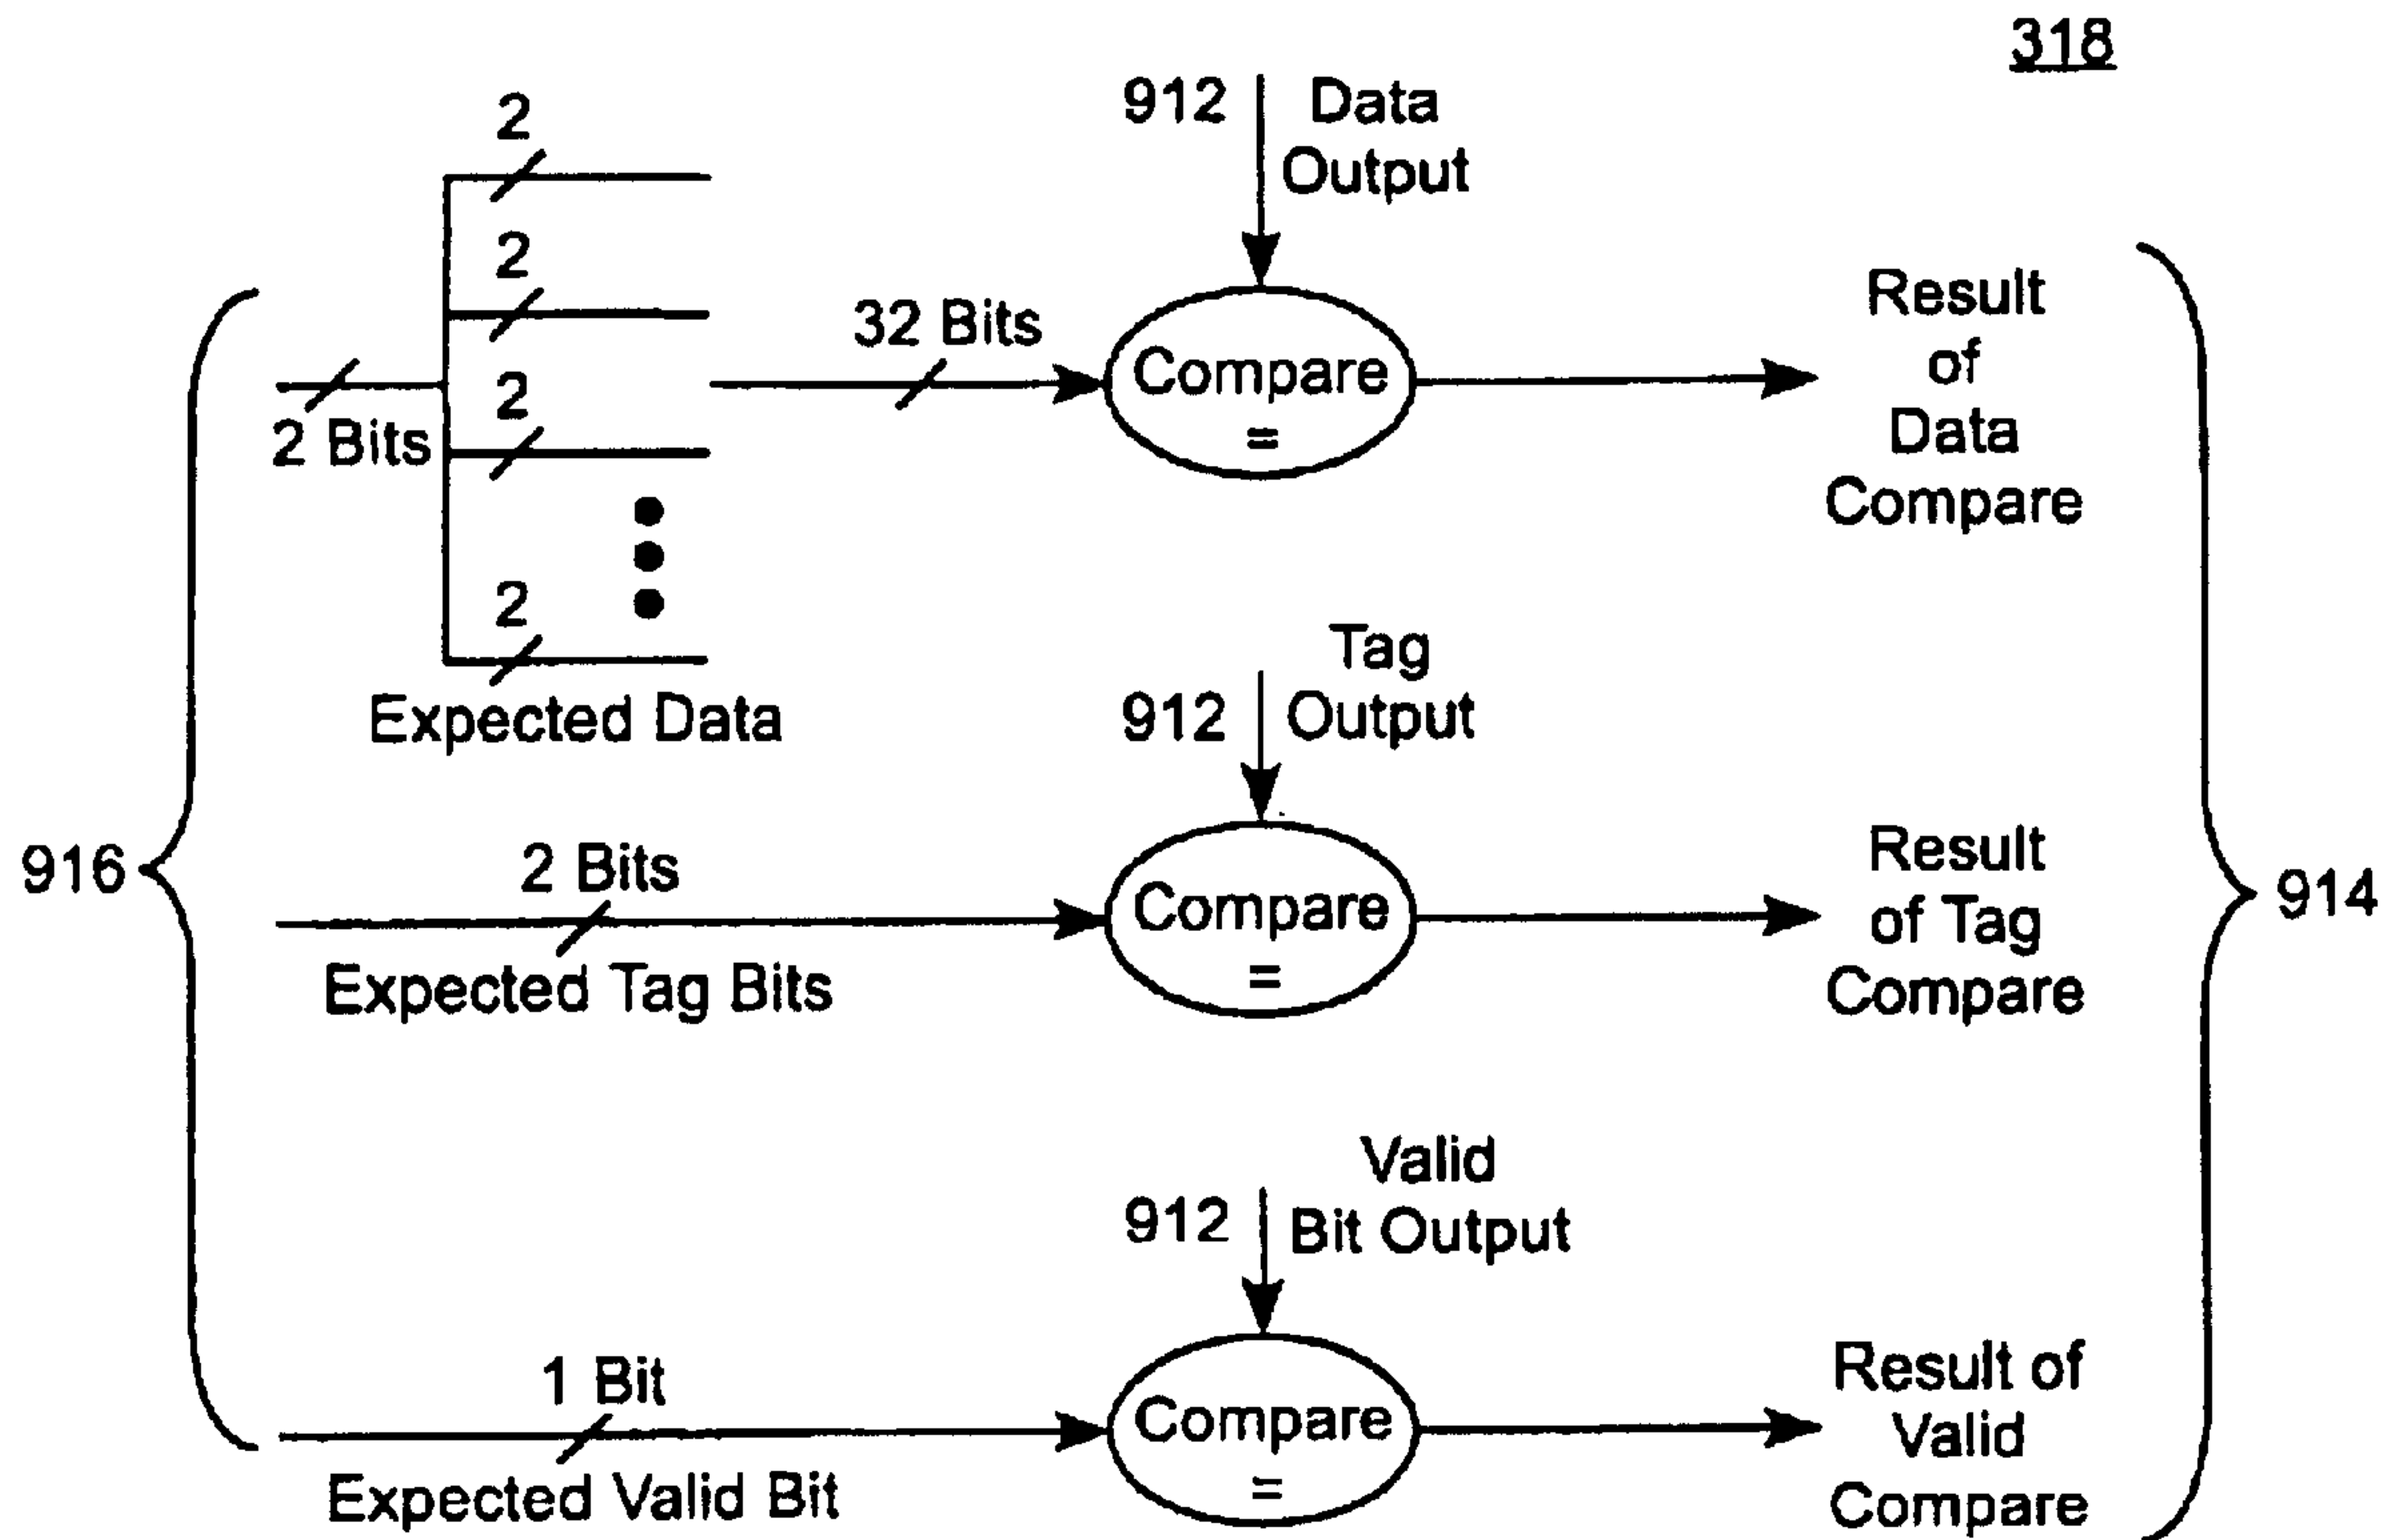 318
2
912
Data
Output
2
32 Bits
2 Bits
2
Compare
=
Result
of
Data
Compare
2
Expected Data
912
Tag
Output
916
2 Bits
Expected Tag Bits
Compare
=
Result
of Tag
Compare
914
912
Valid
Bit Output
1 Bit
Expected Valid Bit
Compare
=
Result of
Valid
Compare